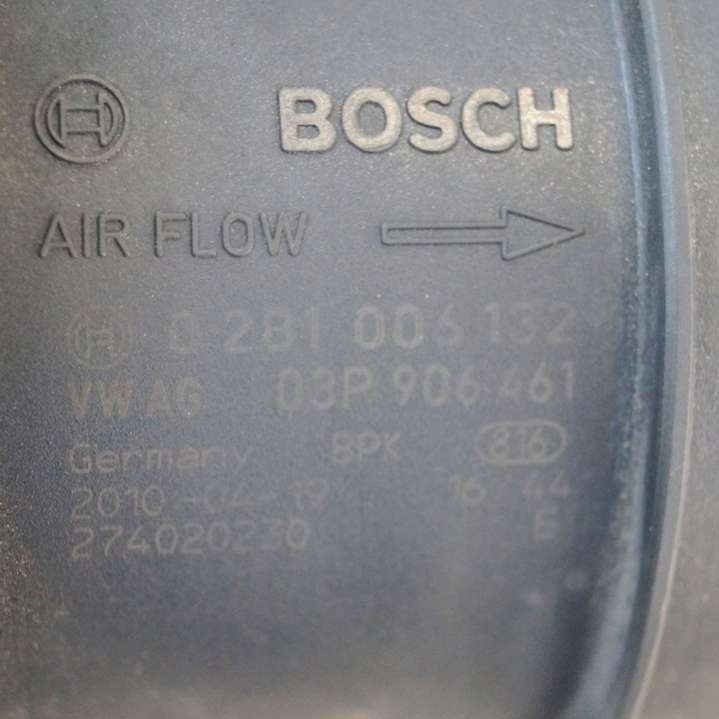 BOSCH
AIR FLOW
0 281 006 132
VW AG 03P 906 461
Germany BPK 816
2010-04-19 16 44
274020230 E